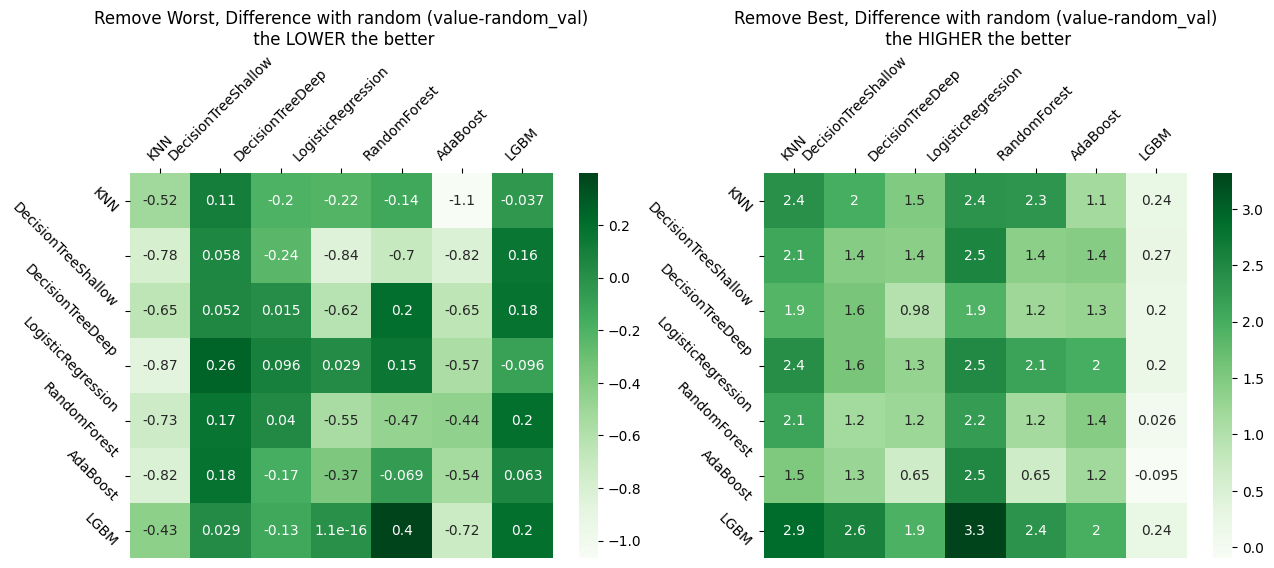 Remove Worst, Difference with random (value-random_val)
the LOWER the better
KNN
DecisionTreeShallow
DecisionTreeDeep
LogisticRegression
RandomForest
AdaBoost
LGBM
KNN -0.52 0.11 -0.2 -0.22 -0.14 -1.1 -0.037
DecisionTreeShallow -0.78 0.058 -0.24 -0.84 -0.7 -0.82 0.16
DecisionTreeDeep -0.65 0.052 0.015 -0.62 0.2 -0.65 0.18
LogisticRegression -0.87 0.26 0.096 0.029 0.15 -0.57 -0.096
RandomForest -0.73 0.17 0.04 -0.55 -0.47 -0.44 0.2
AdaBoost -0.82 0.18 -0.17 -0.37 -0.069 -0.54 0.063
LGBM -0.43 0.029 -0.13 1.1e-16 0.4 -0.72 0.2
0.2
0.0
−0.2
−0.4
−0.6
−0.8
−1.0
Remove Best, Difference with random (value-random_val)
the HIGHER the better
KNN
DecisionTreeShallow
DecisionTreeDeep
LogisticRegression
RandomForest
AdaBoost
LGBM
KNN 2.4 2 1.5 2.4 2.3 1.1 0.24
DecisionTreeShallow 2.1 1.4 1.4 2.5 1.4 1.4 0.27
DecisionTreeDeep 1.9 1.6 0.98 1.9 1.2 1.3 0.2
LogisticRegression 2.4 1.6 1.3 2.5 2.1 2 0.2
RandomForest 2.1 1.2 1.2 2.2 1.2 1.4 0.026
AdaBoost 1.5 1.3 0.65 2.5 0.65 1.2 -0.095
LGBM 2.9 2.6 1.9 3.3 2.4 2 0.24
3.0
2.5
2.0
1.5
1.0
0.5
0.0